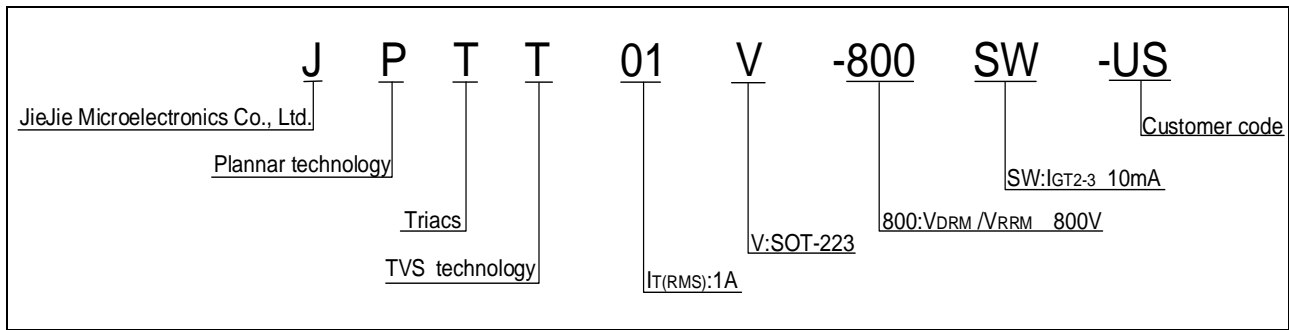 J P T T 01 V -800 SW -US
JieJie Microelectronics Co., Ltd.
Customer code
Plannar technology
SW:IGT2-3 10mA
Triacs
800:VDRM /VRRM 800V
V:SOT-223
TVS technology
IT(RMS):1A